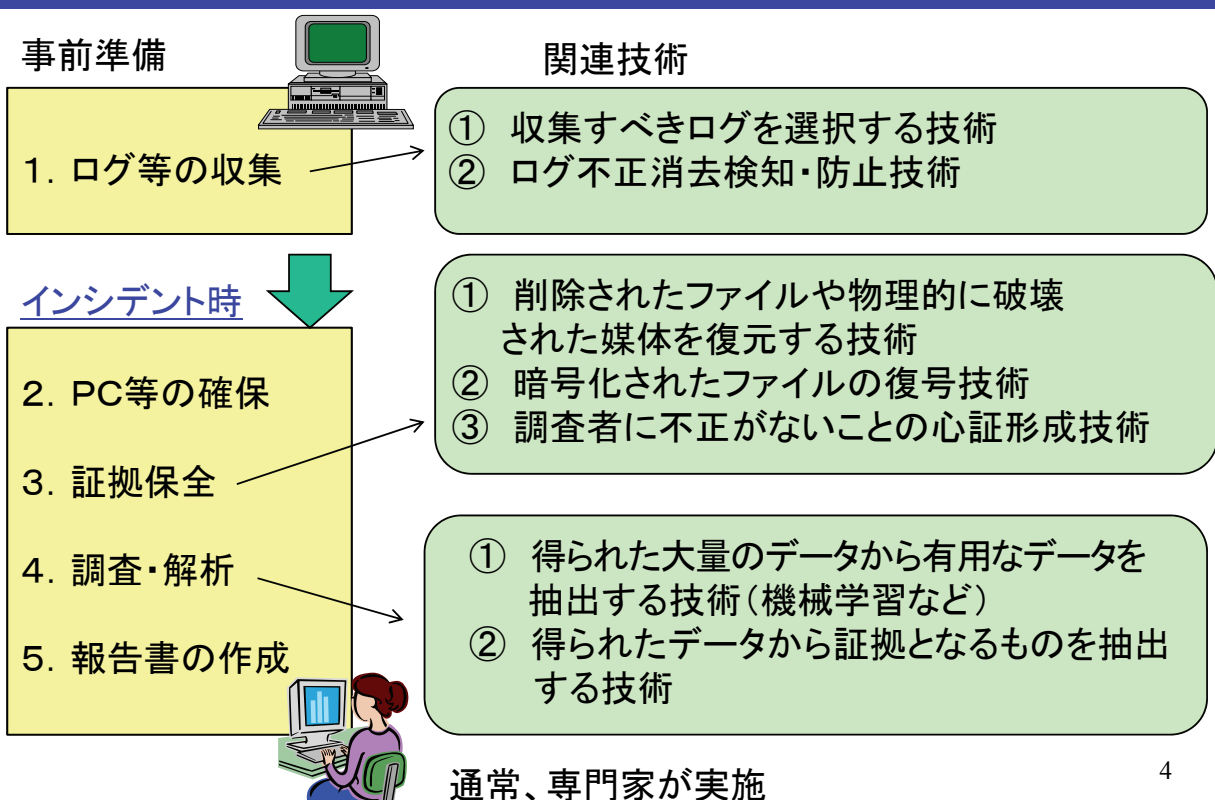 事前準備
関連技術
1．ログ等の収集
① 収集すべきログを選択する技術
② ログ不正消去検知・防止技術
インシデント時
2．PC等の確保
3．証拠保全
4．調査・解析
5．報告書の作成
① 削除されたファイルや物理的に破壊
された媒体を復元する技術
② 暗号化されたファイルの復号技術
③ 調査者に不正がないことの心証形成技術
① 得られた大量のデータから有用なデータを
抽出する技術（機械学習など）
② 得られたデータから証拠となるものを抽出
する技術
通常、専門家が実施
4